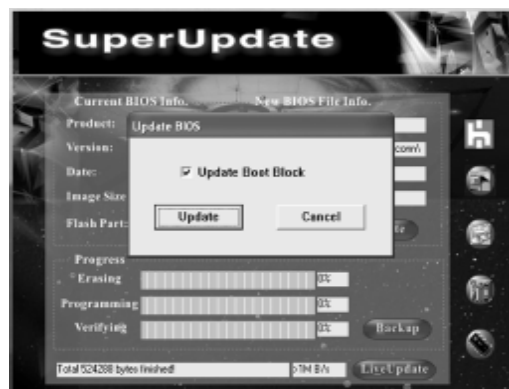 SuperUpdate
Current BIOS Info. New BIOS File Info.
Product:
Update BIOS
Version:
Date:
Update Boot Block
Image Size
Update Cancel
Flash Part:
Progress
Erasing 0%
Programming 0%
Verifying 0%
Backup
Total 524288 bytes finished! >1M B/s LiveUpdate